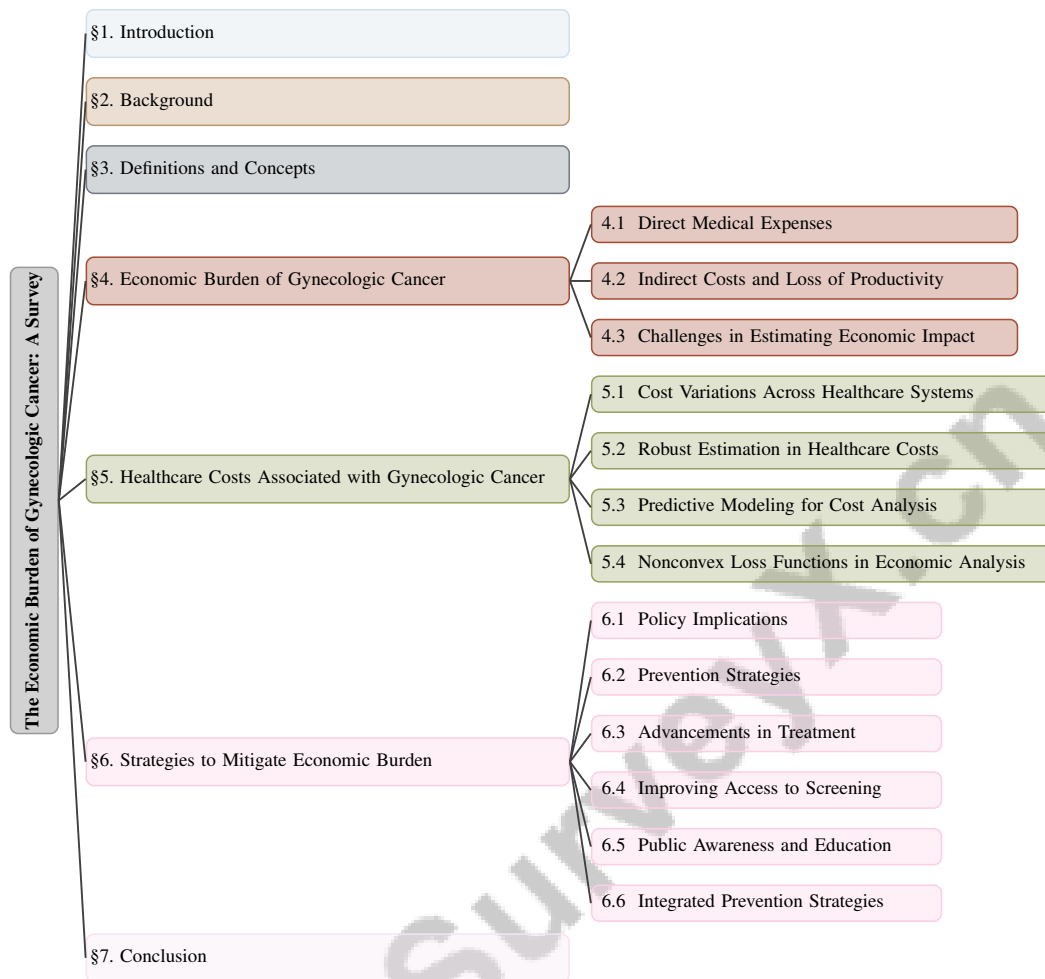 The Economic Burden of Gynecologic Cancer: A Survey
§1. Introduction
§2. Background
§3. Definitions and Concepts
§4. Economic Burden of Gynecologic Cancer
4.1 Direct Medical Expenses
4.2 Indirect Costs and Loss of Productivity
4.3 Challenges in Estimating Economic Impact
§5. Healthcare Costs Associated with Gynecologic Cancer
5.1 Cost Variations Across Healthcare Systems
5.2 Robust Estimation in Healthcare Costs
5.3 Predictive Modeling for Cost Analysis
5.4 Nonconvex Loss Functions in Economic Analysis
§6. Strategies to Mitigate Economic Burden
6.1 Policy Implications
6.2 Prevention Strategies
6.3 Advancements in Treatment
6.4 Improving Access to Screening
6.5 Public Awareness and Education
6.6 Integrated Prevention Strategies
§7. Conclusion
Surveyx.cn